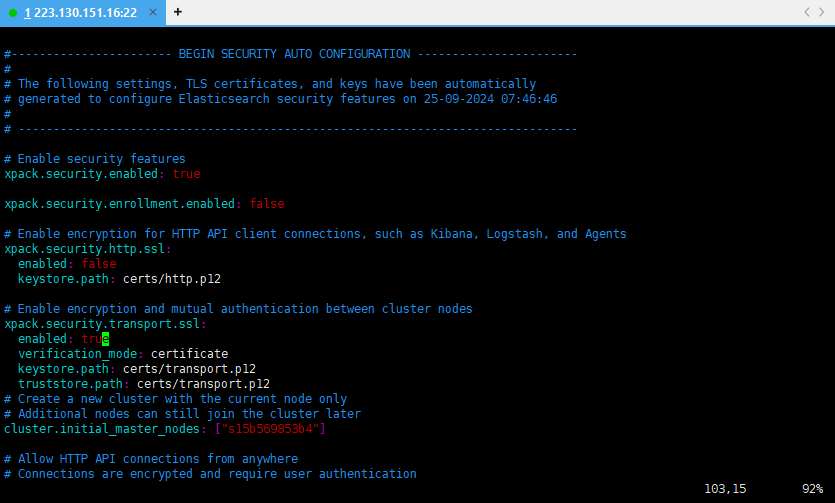 1 223.130.151.16:22 × +
#----------------------- BEGIN SECURITY AUTO CONFIGURATION -----------------------
#
# The following settings, TLS certificates, and keys have been automatically
# generated to configure Elasticsearch security features on 25-09-2024 07:46:46
#
# --------------------------------------------------------------------------------
# Enable security features
xpack.security.enabled: true
xpack.security.enrollment.enabled: false
# Enable encryption for HTTP API client connections, such as Kibana, Logstash, and Agents
xpack.security.http.ssl:
  enabled: false
  keystore.path: certs/http.p12
# Enable encryption and mutual authentication between cluster nodes
xpack.security.transport.ssl:
  enabled: true
  verification_mode: certificate
  keystore.path: certs/transport.p12
  truststore.path: certs/transport.p12
# Create a new cluster with the current node only
# Additional nodes can still join the cluster later
cluster.initial_master_nodes: ["s15b569853b4"]
# Allow HTTP API connections from anywhere
# Connections are encrypted and require user authentication
103,15 92%